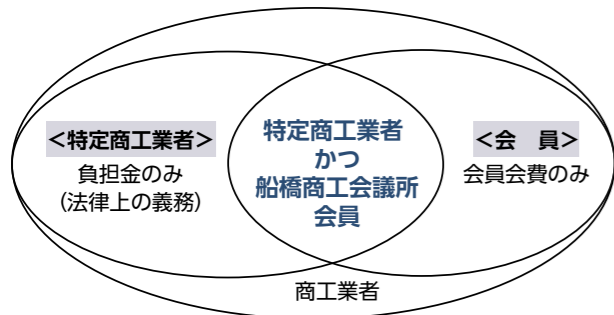 ＜特定商工業者＞
負担金のみ
(法律上の義務)
特定商工業者
かつ
船橋商工会議所
会員
＜会　員＞
会員会費のみ
商工業者